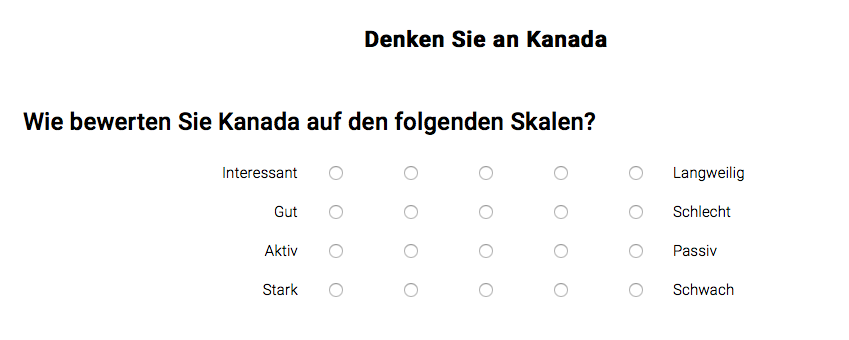 Denken Sie an Kanada
Wie bewerten Sie Kanada auf den folgenden Skalen?
Interessant Langweilig
Gut Schlecht
Aktiv Passiv
Stark Schwach